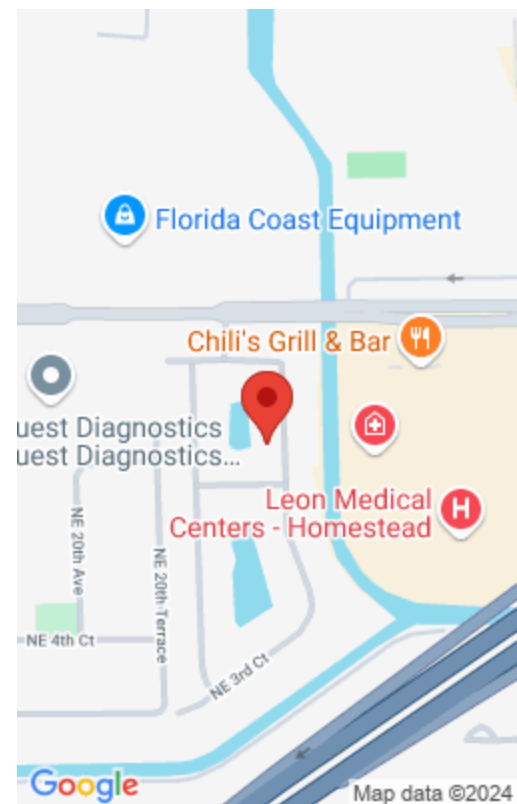 Florida Coast Equipment
Chili's Grill & Bar
uest Diagnostics
uest Diagnostics...
Leon Medical
Centers - Homestead
H
NE 20th Ave
NE 20th Terrace
NE 4th Ct
NE 3rd Ct
Google
Map data ©2024